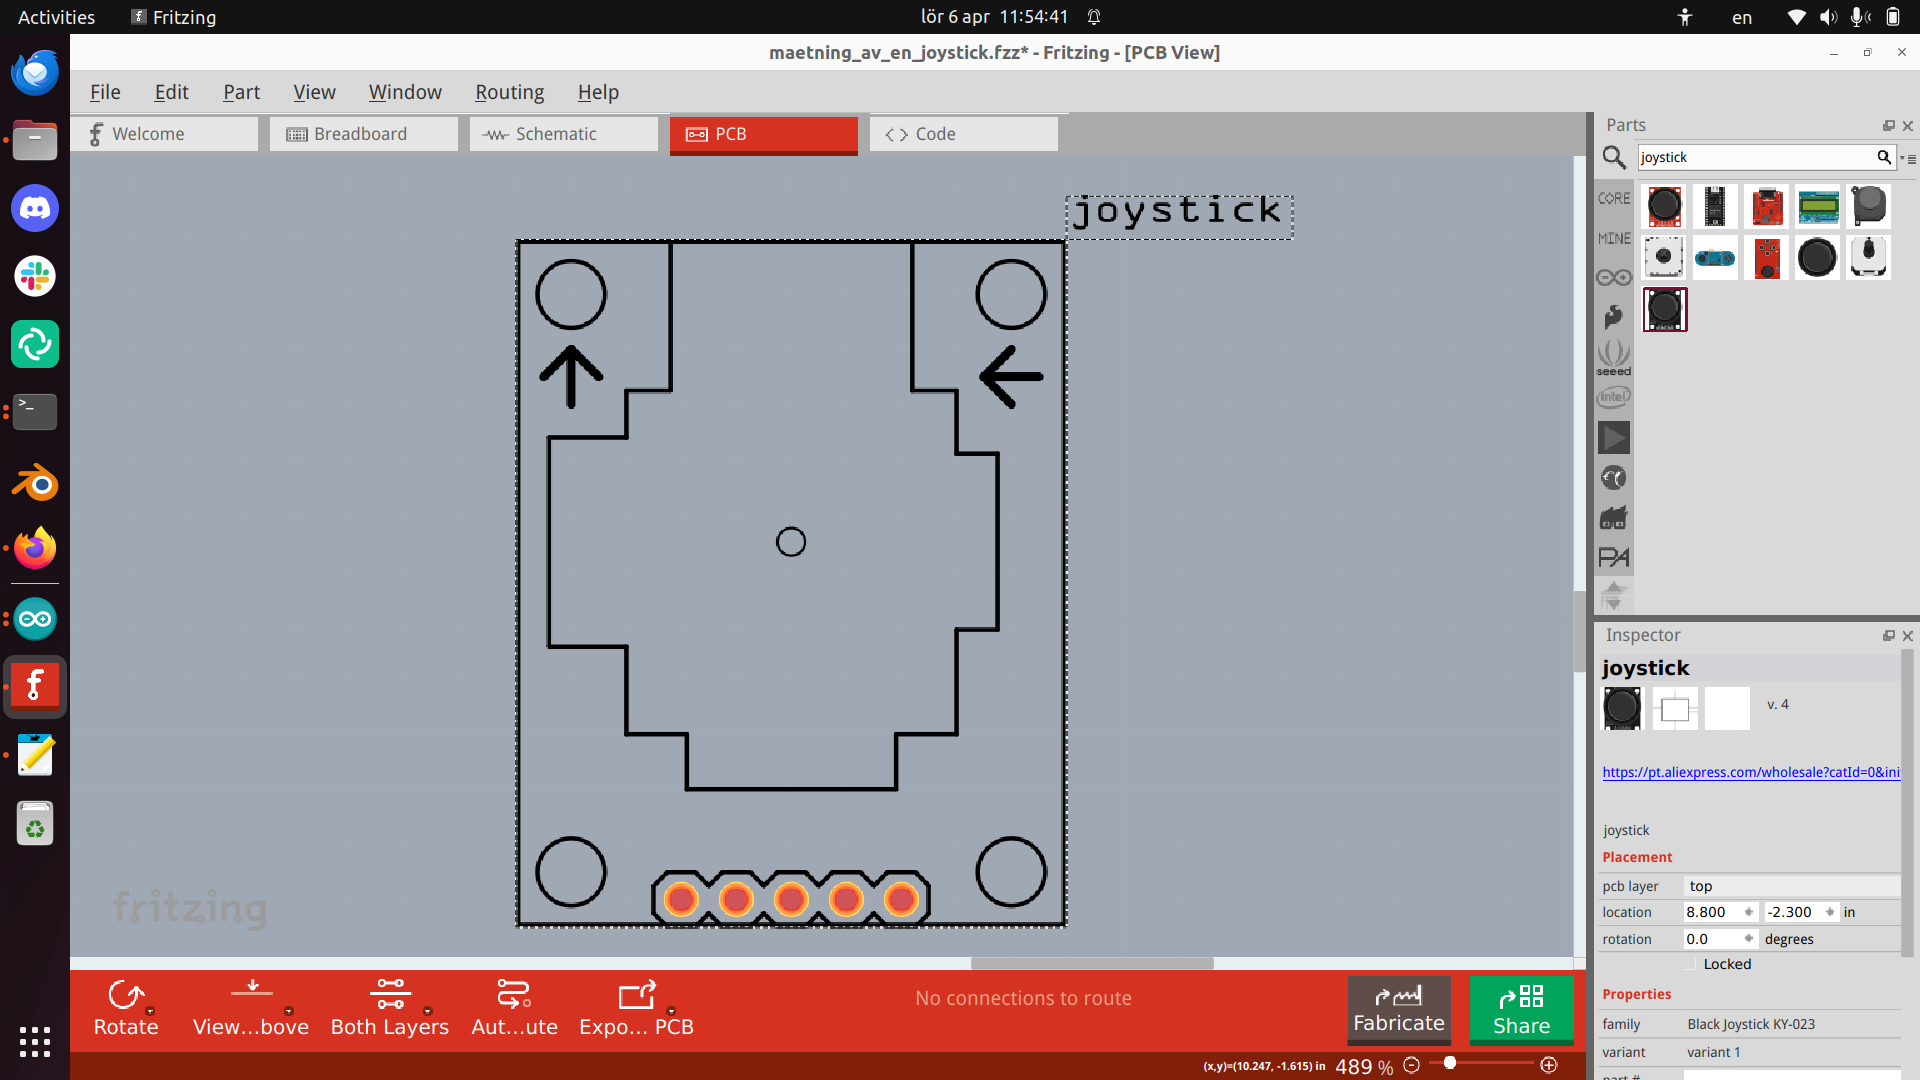 Activities
Fritzing
lör 6 apr 11:54:41
en
maetning_av_en_joystick.fzz* - Fritzing - [PCB View]
File Edit Part View Window Routing Help
Welcome
Breadboard
Schematic
PCB
Code
joystick
fritzing
Parts
joystick
CORE
MINE
seeed
intel
PA
Inspector
joystick
v. 4
https://pt.aliexpress.com/wholesale?catId=0&ini
joystick
Placement
pcb layer top
location 8.800 -2.300 in
rotation 0.0 degrees
Locked
Properties
family Black Joystick KY-023
variant variant 1
part #
Rotate
View...bove
Both Layers
Aut...ute
Expo... PCB
No connections to route
Fabricate
Share
(x,y)=(10.247, -1.615) in 489 %